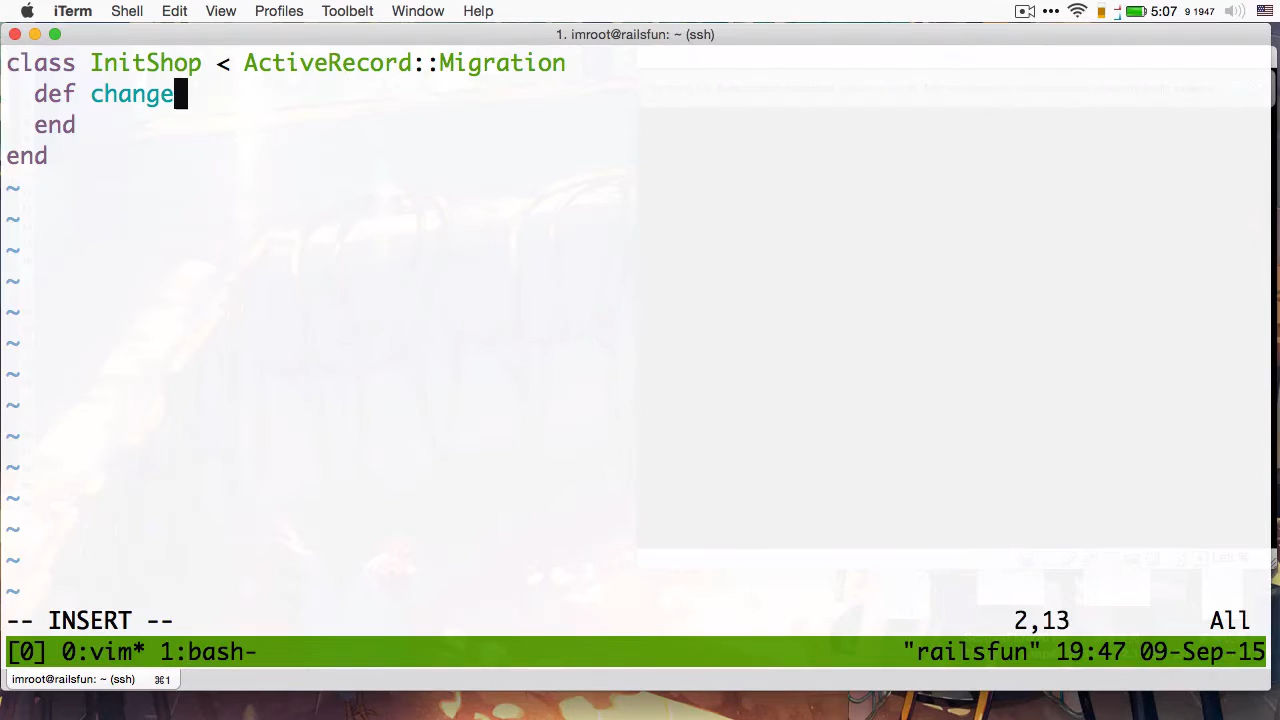 iTerm Shell Edit View Profiles Toolbelt Window Help ••• 5:07 9 1947
1. imroot@railsfun: ~ (ssh)
class InitShop < ActiveRecord::Migration
  def change
  end
end
~
~
~
~
~
~
~
~
~
~
~
~
~
~
-- INSERT -- 2,13 All
[0] 0:vim* 1:bash- "railsfun" 19:47 09-Sep-15
imroot@railsfun: ~ (ssh) ⌘1